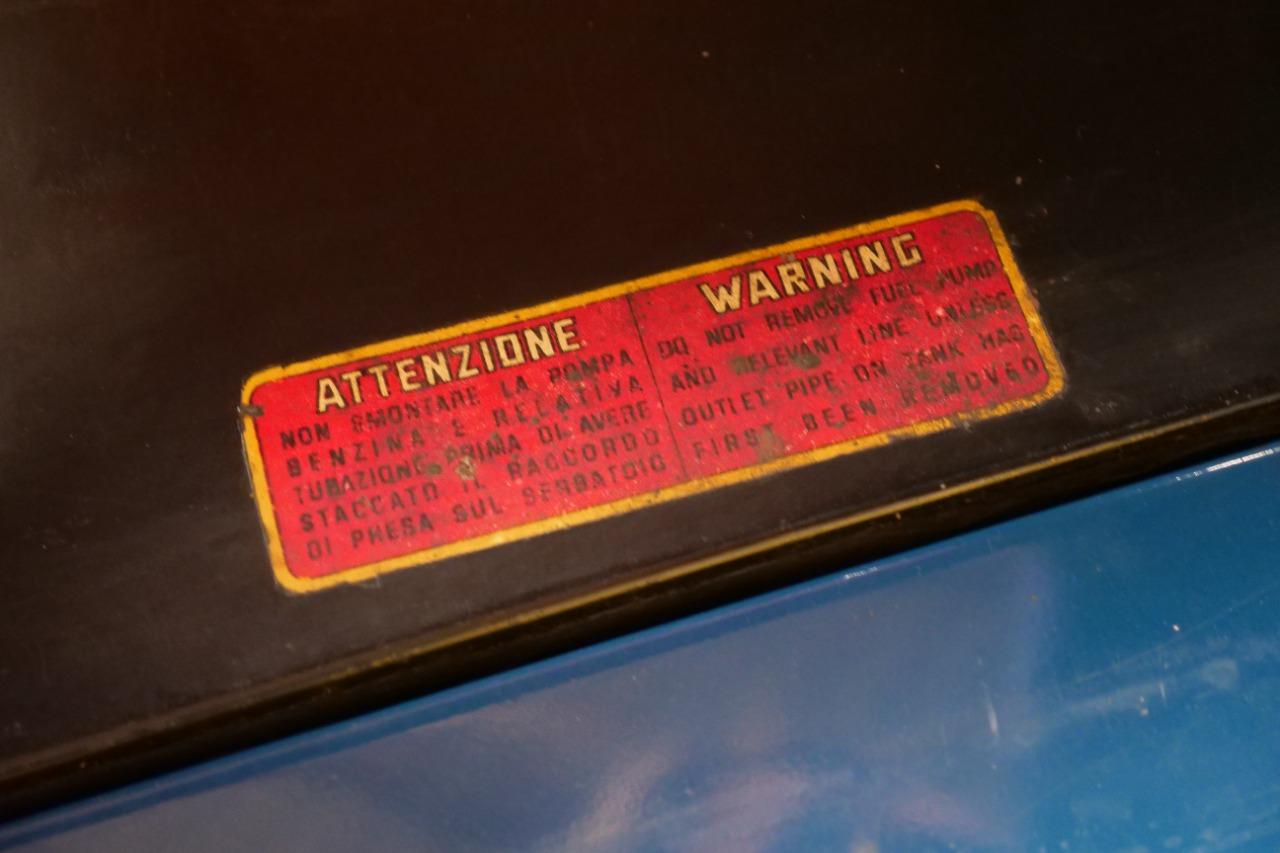 ATTENZIONE
NON SMONTARE LA POMPA
BENZINA E RELATIVA
TUBAZIONE PRIMA DI AVERE
STACCATO IL RACCORDO
DI PRESA SUL SERBATOIO
WARNING
DO NOT REMOVE FUEL PUMP
AND RELEVANT LINE UNLESS
OUTLET PIPE ON TANK HAS
FIRST BEEN REMOVED